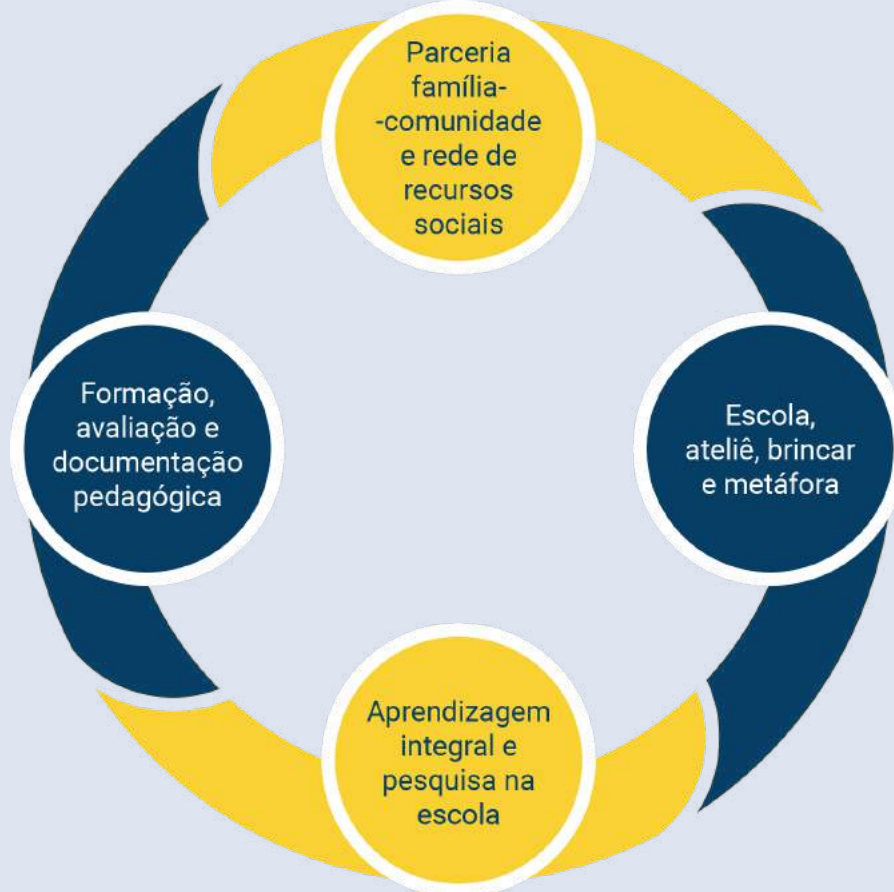 Parceria
família-
-comunidade
e rede de
recursos
sociais
Formação,
avaliação e
documentação
pedagógica
Escola,
ateliê, brincar
e metáfora
Aprendizagem
integral e
pesquisa na
escola